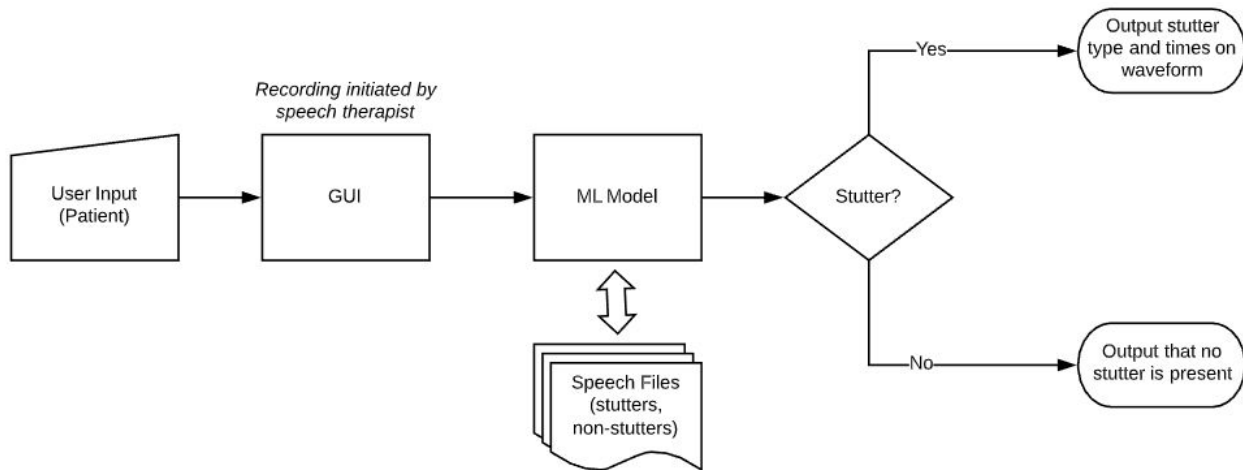 Recording initiated by
speech therapist
User Input
(Patient)
GUI
ML Model
Stutter?
Yes
Output stutter
type and times on
waveform
No
Output that no
stutter is present
Speech Files
(stutters,
non-stutters)